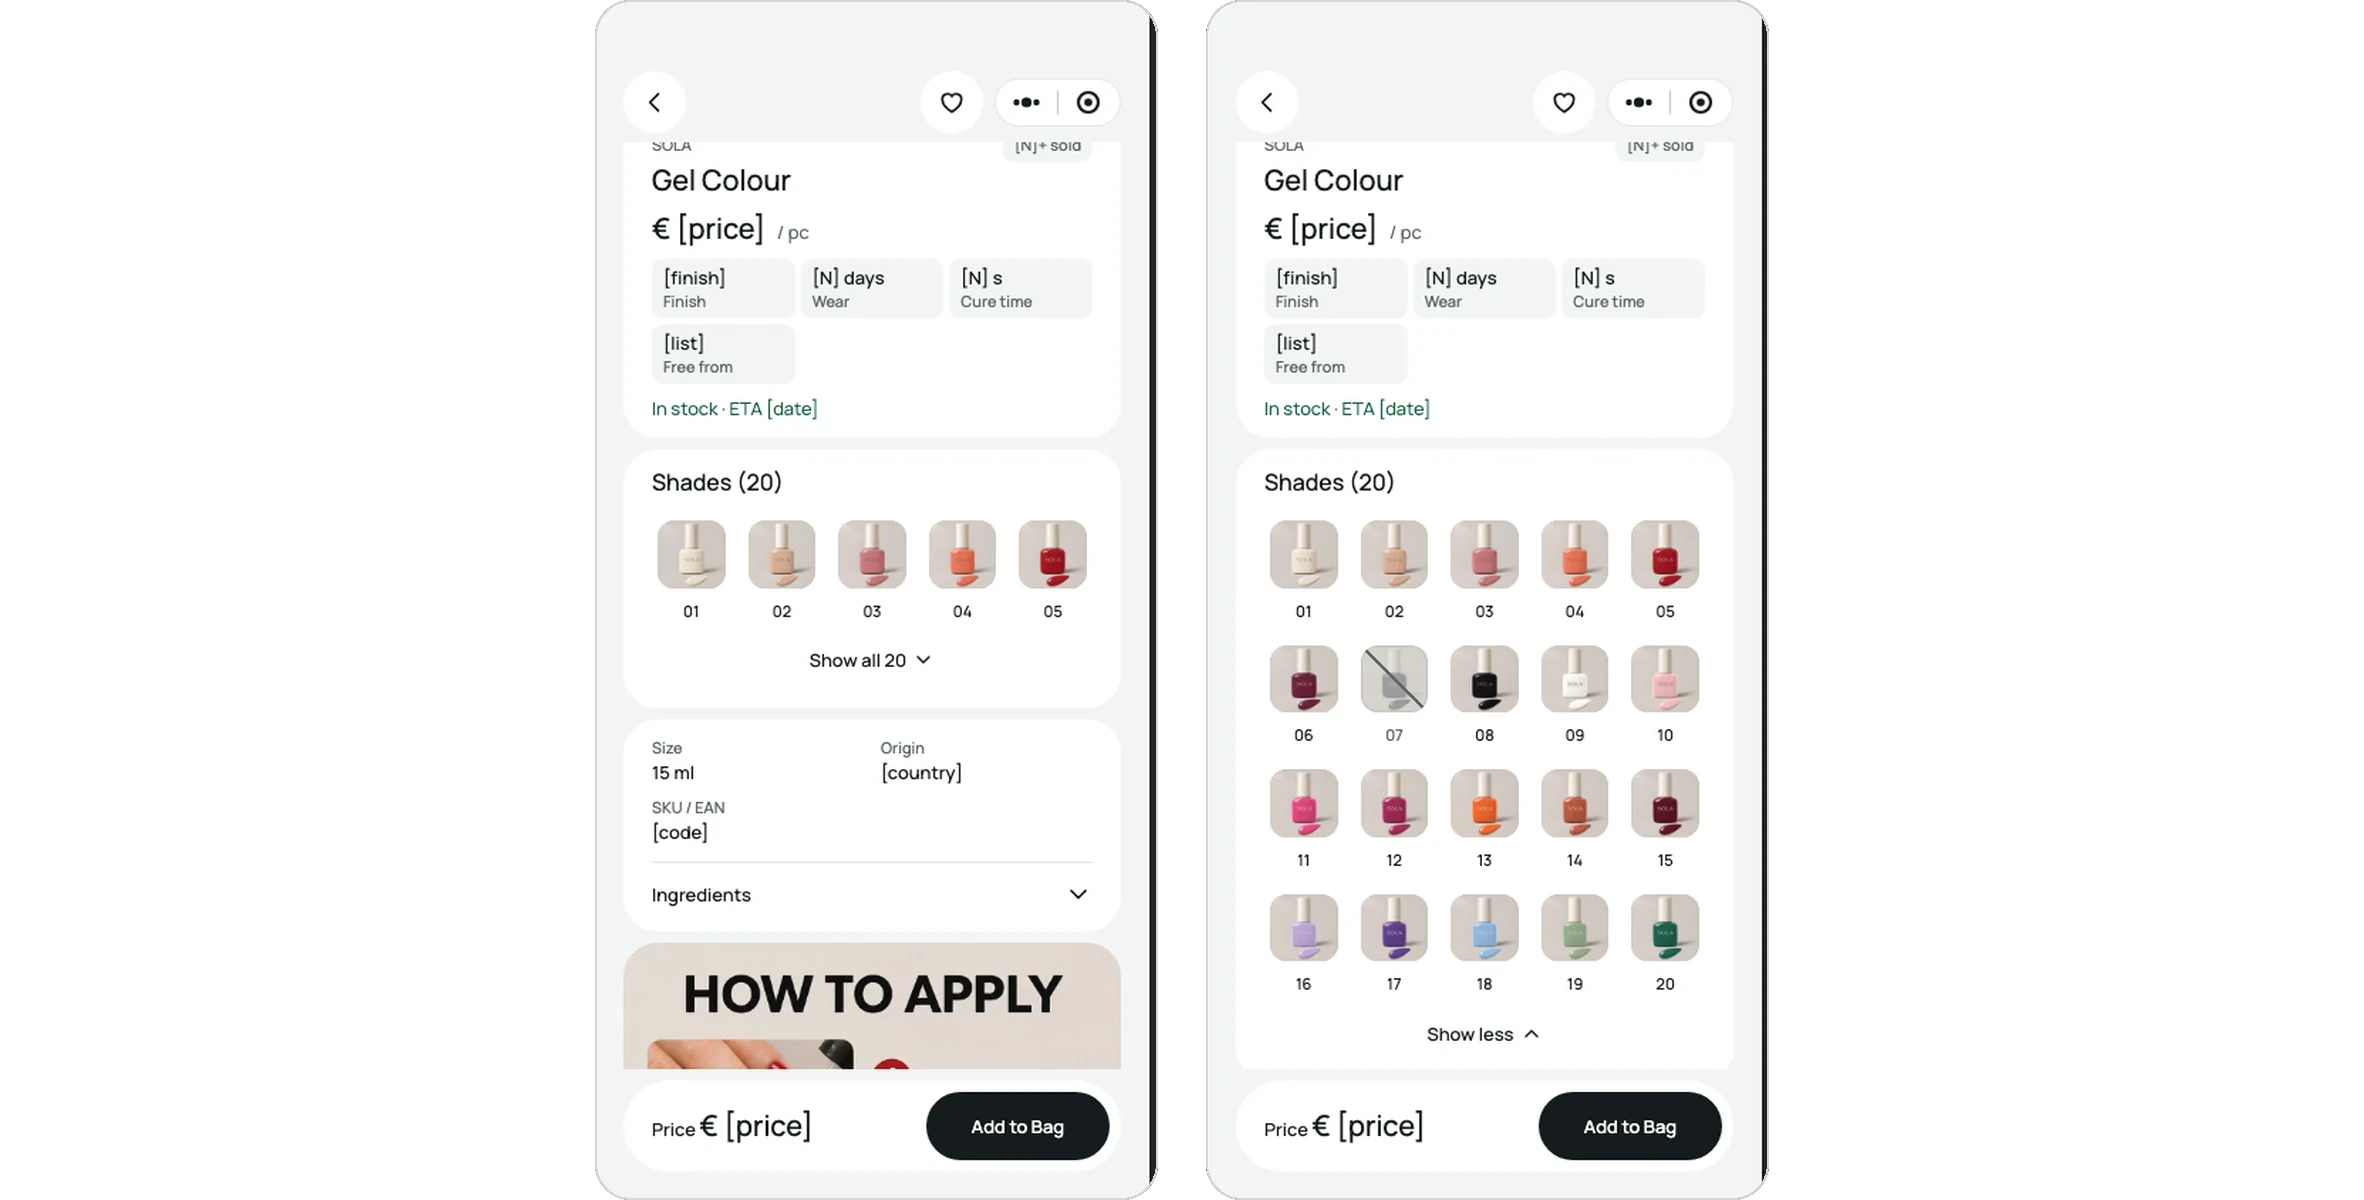 SOLA
[N]+ sold
Gel Colour
€ [price] / pc
[finish]
Finish
[N] days
Wear
[N] s
Cure time
[list]
Free from
In stock · ETA [date]
Shades (20)
01 02 03 04 05
Show all 20
Size
15 ml
Origin
[country]
SKU / EAN
[code]
Ingredients
HOW TO APPLY
Price € [price]
Add to Bag
SOLA
[N]+ sold
Gel Colour
€ [price] / pc
[finish]
Finish
[N] days
Wear
[N] s
Cure time
[list]
Free from
In stock · ETA [date]
Shades (20)
01 02 03 04 05
06 07 08 09 10
11 12 13 14 15
16 17 18 19 20
Show less
Price € [price]
Add to Bag